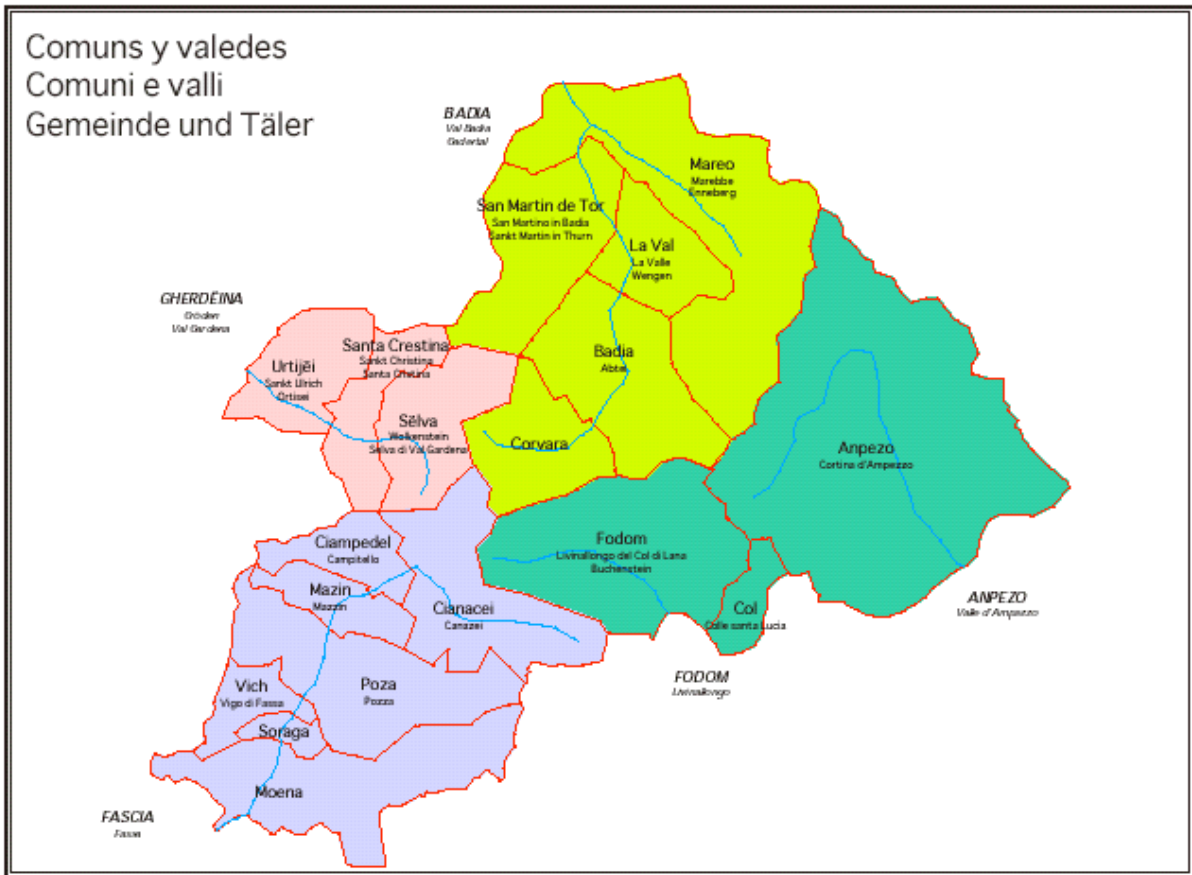 Comuns y valedes
Comuni e valli
Gemeinde und Täler
BADIA
Val Badia
Gadertal
Mareo
Marebbe
Enneberg
San Martin de Tor
San Martino in Badia
Sankt Martin in Thurn
La Val
La Valle
Wengen
GHERDËINA
Gröden
Val Gardena
Santa Crestina
Sankt Christina
Santa Cristina
Urtijëi
Sankt Ulrich
Ortisei
Badia
Abtei
Sëlva
Wolkenstein
Selva di Val Gardena
Corvara
Anpezo
Cortina d'Ampezzo
Ciampedel
Campitello
Fodom
Livinallongo del Col di Lana
Buchenstein
Mazin
Mazzin
Cianacei
Canazei
Col
Colle santa Lucia
ANPEZO
Valle d'Ampezzo
Vich
Vigo di Fassa
Poza
Pozza
FODOM
Livinallongo
Soraga
Moena
FASCIA
Fassa